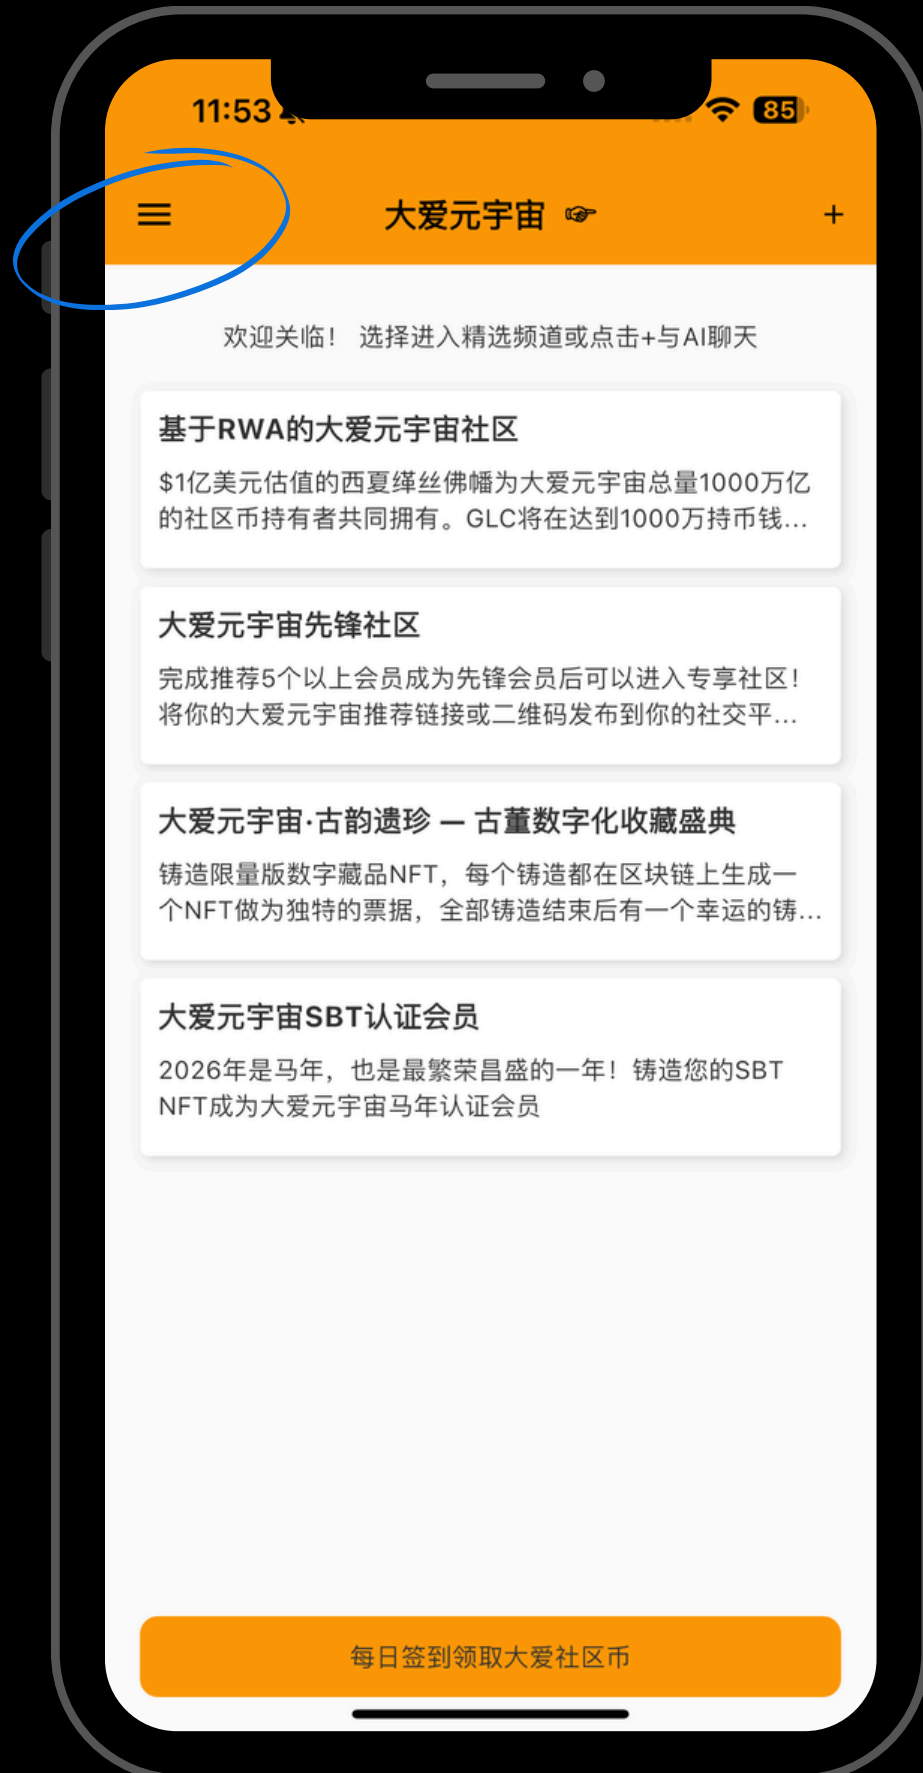 11:53
85
大爱元宇宙 ☞
+
欢迎关临！ 选择进入精选频道或点击+与AI聊天
基于RWA的大爱元宇宙社区
$1亿美元估值的西夏缂丝佛幡为大爱元宇宙总量1000万亿
的社区币持有者共同拥有。GLC将在达到1000万持币钱...
大爱元宇宙先锋社区
完成推荐5个以上会员成为先锋会员后可以进入专享社区！
将你的大爱元宇宙推荐链接或二维码发布到你的社交平...
大爱元宇宙·古韵遗珍 — 古董数字化收藏盛典
铸造限量版数字藏品NFT，每个铸造都在区块链上生成一
个NFT做为独特的票据，全部铸造结束后有一个幸运的铸...
大爱元宇宙SBT认证会员
2026年是马年，也是最繁荣昌盛的一年！铸造您的SBT
NFT成为大爱元宇宙马年认证会员
每日签到领取大爱社区币